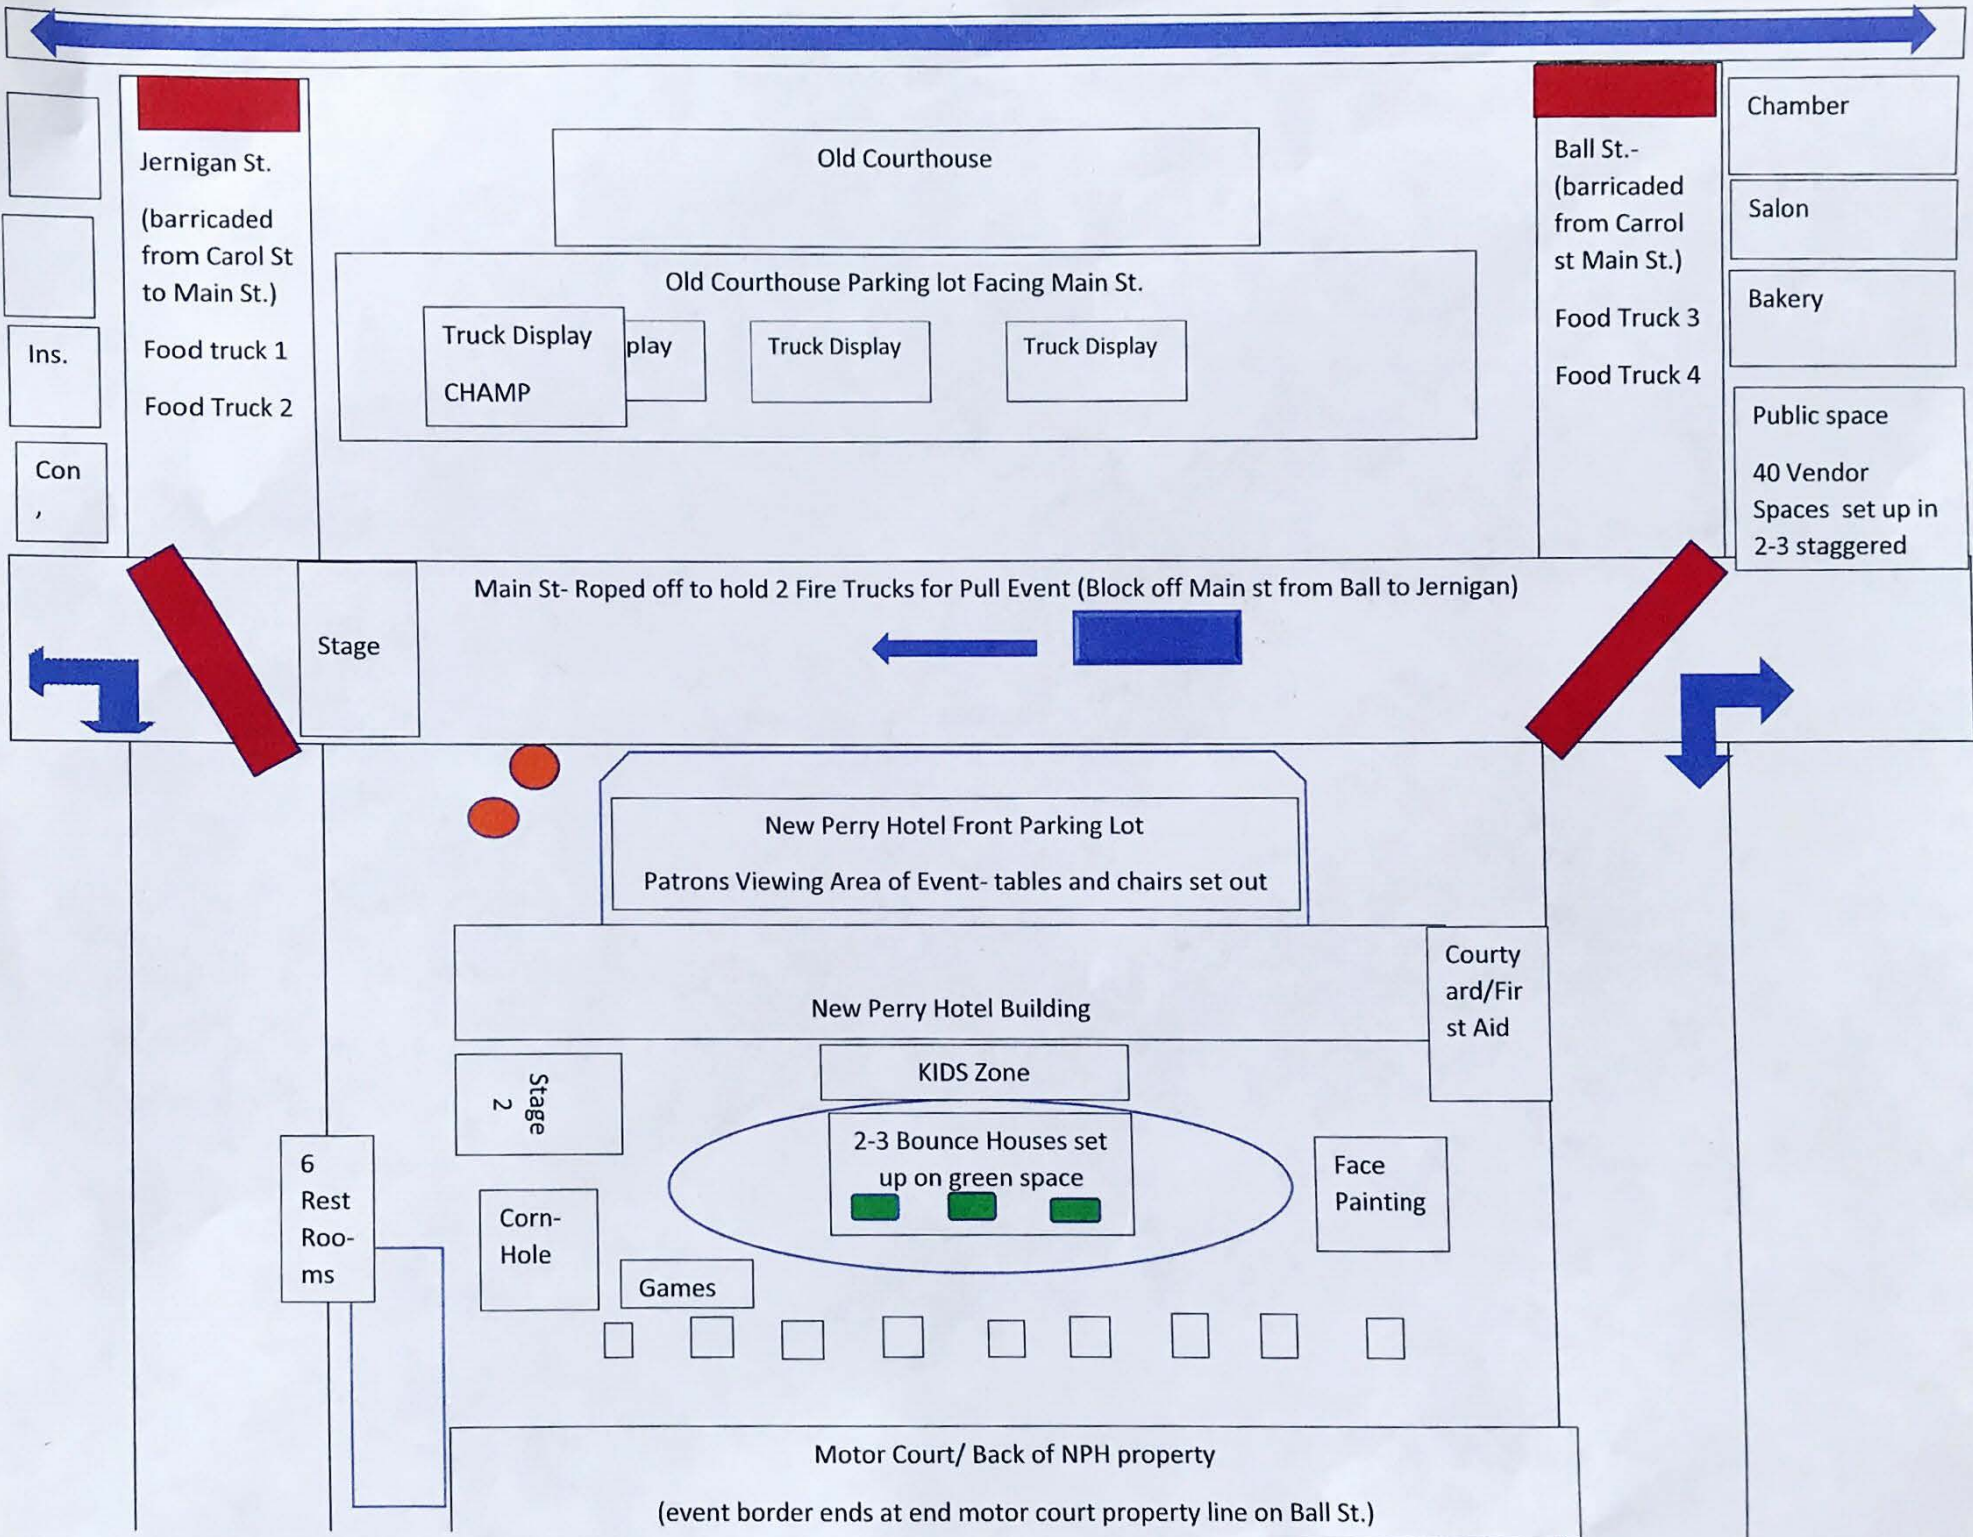 Jernigan St.
(barricaded
from Carol St
to Main St.)
Food truck 1
Food Truck 2
Ins.
Con
,
Old Courthouse
Old Courthouse Parking lot Facing Main St.
Truck Display
CHAMP
play
Truck Display
Truck Display
Ball St.-
(barricaded
from Carrol
st Main St.)
Food Truck 3
Food Truck 4
Chamber
Salon
Bakery
Public space
40 Vendor
Spaces set up in
2-3 staggered
Main St- Roped off to hold 2 Fire Trucks for Pull Event (Block off Main st from Ball to Jernigan)
Stage
New Perry Hotel Front Parking Lot
Patrons Viewing Area of Event- tables and chairs set out
New Perry Hotel Building
Courty
ard/Fir
st Aid
Stage
2
KIDS Zone
2-3 Bounce Houses set
up on green space
Face
Painting
6
Rest
Roo-
ms
Corn-
Hole
Games
Motor Court/ Back of NPH property
(event border ends at end motor court property line on Ball St.)